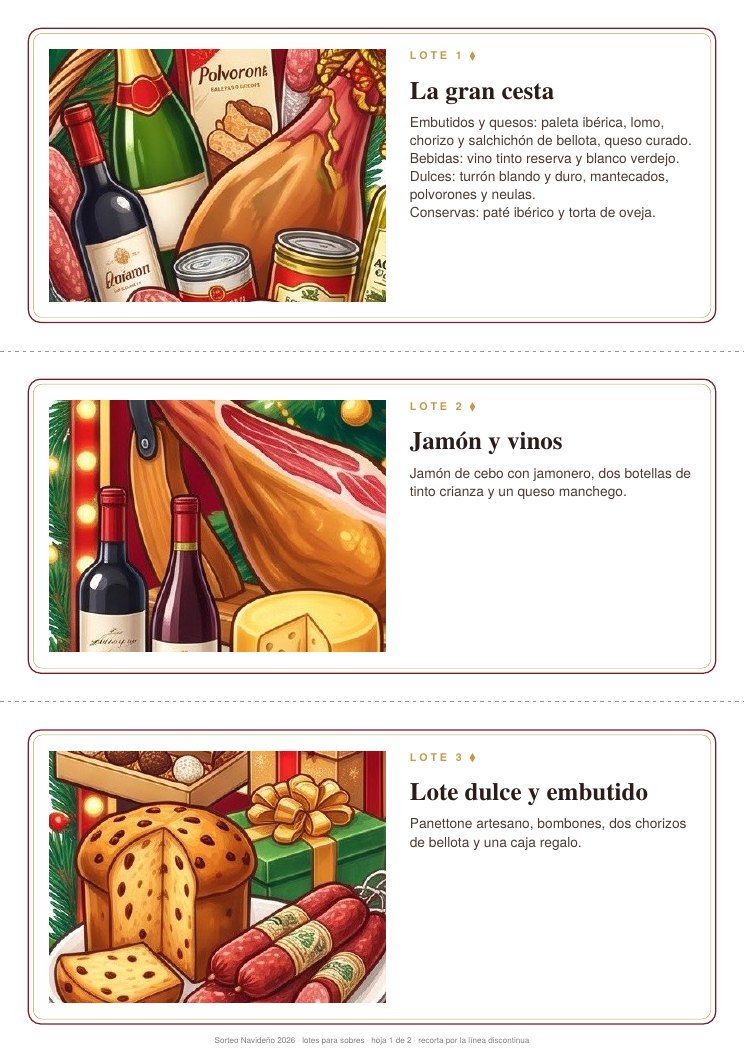 Polvorone
LOTE 1
La gran cesta
Embutidos y quesos: paleta ibérica, lomo,
chorizo y salchichón de bellota, queso curado.
Bebidas: vino tinto reserva y blanco verdejo.
Dulces: turrón blando y duro, mantecados,
polvorones y neulas.
Conservas: paté ibérico y torta de oveja.
LOTE 2
Jamón y vinos
Jamón de cebo con jamonero, dos botellas de
tinto crianza y un queso manchego.
LOTE 3
Lote dulce y embutido
Panettone artesano, bombones, dos chorizos
de bellota y una caja regalo.
Sorteo Navideño 2026 · lotes para sobres · hoja 1 de 2 · recorta por la línea discontinua